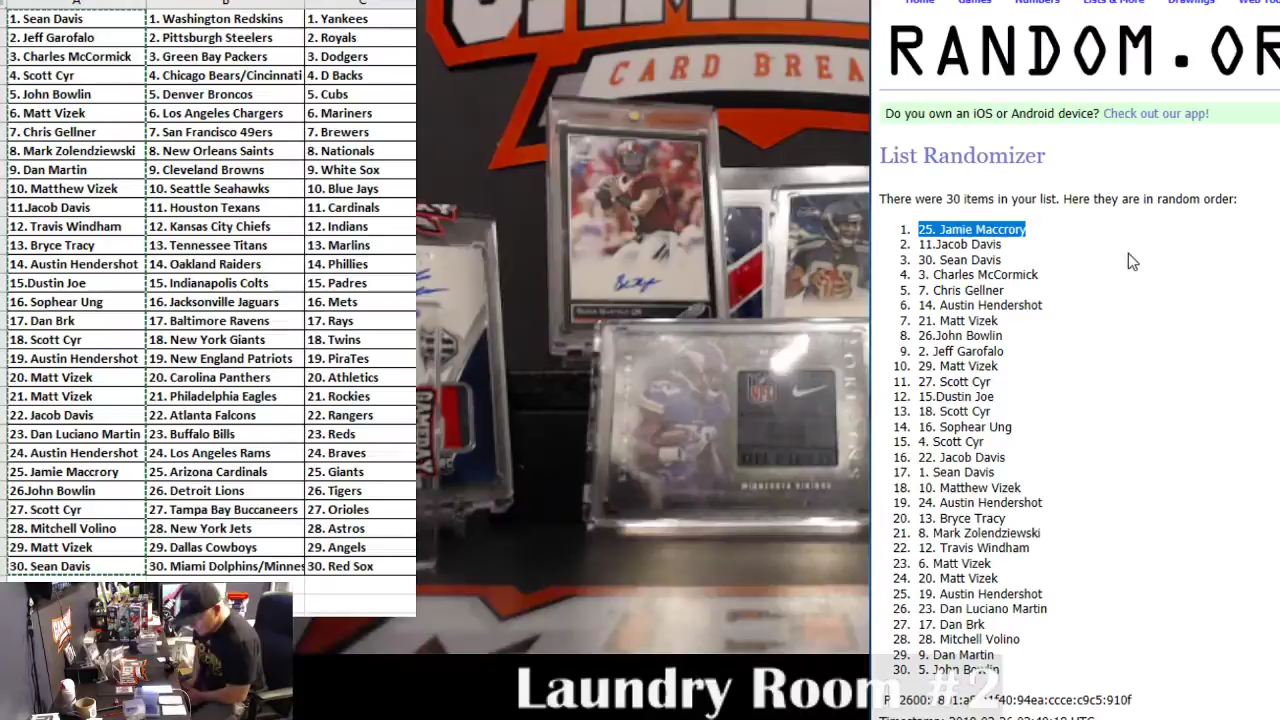 1. Sean Davis
2. Jeff Garofalo
3. Charles McCormick
4. Scott Cyr
5. John Bowlin
6. Matt Vizek
7. Chris Gellner
8. Mark Zolendziewski
9. Dan Martin
10. Matthew Vizek
11.Jacob Davis
12. Travis Windham
13. Bryce Tracy
14. Austin Hendershot
15.Dustin Joe
16. Sophear Ung
17. Dan Brk
18. Scott Cyr
19. Austin Hendershot
20. Matt Vizek
21. Matt Vizek
22. Jacob Davis
23. Dan Luciano Martin
24. Austin Hendershot
25. Jamie Maccrory
26John Bowlin
27. Scott Cyr
28. Mitchell Volino
29. Matt Vizek
30. Sean Davis
1. Washington Redskins
2. Pittsburgh Steelers
3. Green Bay Packers
4. Chicago Bears/Cincinnati
5. Denver Broncos
6. Los Angeles Chargers
7. San Francisco 49ers
8. New Orleans Saints
9. Cleveland Browns
10. Seattle Seahawks
11. Houston Texans
12. Kansas City Chiefs
13. Tennessee Titans
14. Oakland Raiders
15. Indianapolis Colts
16. Jacksonville Jaguars
17. Baltimore Ravens
18. New York Giants
19. New England Patriots
20. Carolina Panthers
21. Philadelphia Eagles
22. Atlanta Falcons
23. Buffalo Bills
24. Los Angeles Rams
25. Arizona Cardinals
26. Detroit Lions
27. Tampa Bay Buccaneers
28. New York Jets
29. Dallas Cowboys
30. Miami Dolphins/Minnes
1. Yankees
2. Royals
3. Dodgers
4. D Backs
5. Cubs
6. Mariners
7. Brewers
8. Nationals
9. White Sox
10. Blue Jays
11. Cardinals
12. Indians
13. Marlins
14. Phillies
15. Padres
16. Mets
17. Rays
18. Twins
19. PiraTes
20. Athletics
21. Rockies
22. Rangers
23. Reds
24. Braves
25. Giants
26. Tigers
27. Orioles
28. Astros
29. Angels
30. Red Sox
CARD BREA
NFL
MINNESOTA VIKINGS
GAMEDAY
Laundry Room #2
Home Games Numbers Lists & More Drawings Web Too
RANDOM.OR
Do you own an iOS or Android device? Check out our app!
List Randomizer
There were 30 items in your list. Here they are in random order:
1. 25. Jamie Maccrory
2. 11.Jacob Davis
3. 30. Sean Davis
4. 3. Charles McCormick
5. 7. Chris Gellner
6. 14. Austin Hendershot
7. 21. Matt Vizek
8. 26.John Bowlin
9. 2. Jeff Garofalo
10. 29. Matt Vizek
11. 27. Scott Cyr
12. 15.Dustin Joe
13. 18. Scott Cyr
14. 16. Sophear Ung
15. 4. Scott Cyr
16. 22. Jacob Davis
17. 1. Sean Davis
18. 10. Matthew Vizek
19. 24. Austin Hendershot
20. 13. Bryce Tracy
21. 8. Mark Zolendziewski
22. 12. Travis Windham
23. 6. Matt Vizek
24. 20. Matt Vizek
25. 19. Austin Hendershot
26. 23. Dan Luciano Martin
27. 17. Dan Brk
28. 28. Mitchell Volino
29. 9. Dan Martin
30. 5. John Bowlin